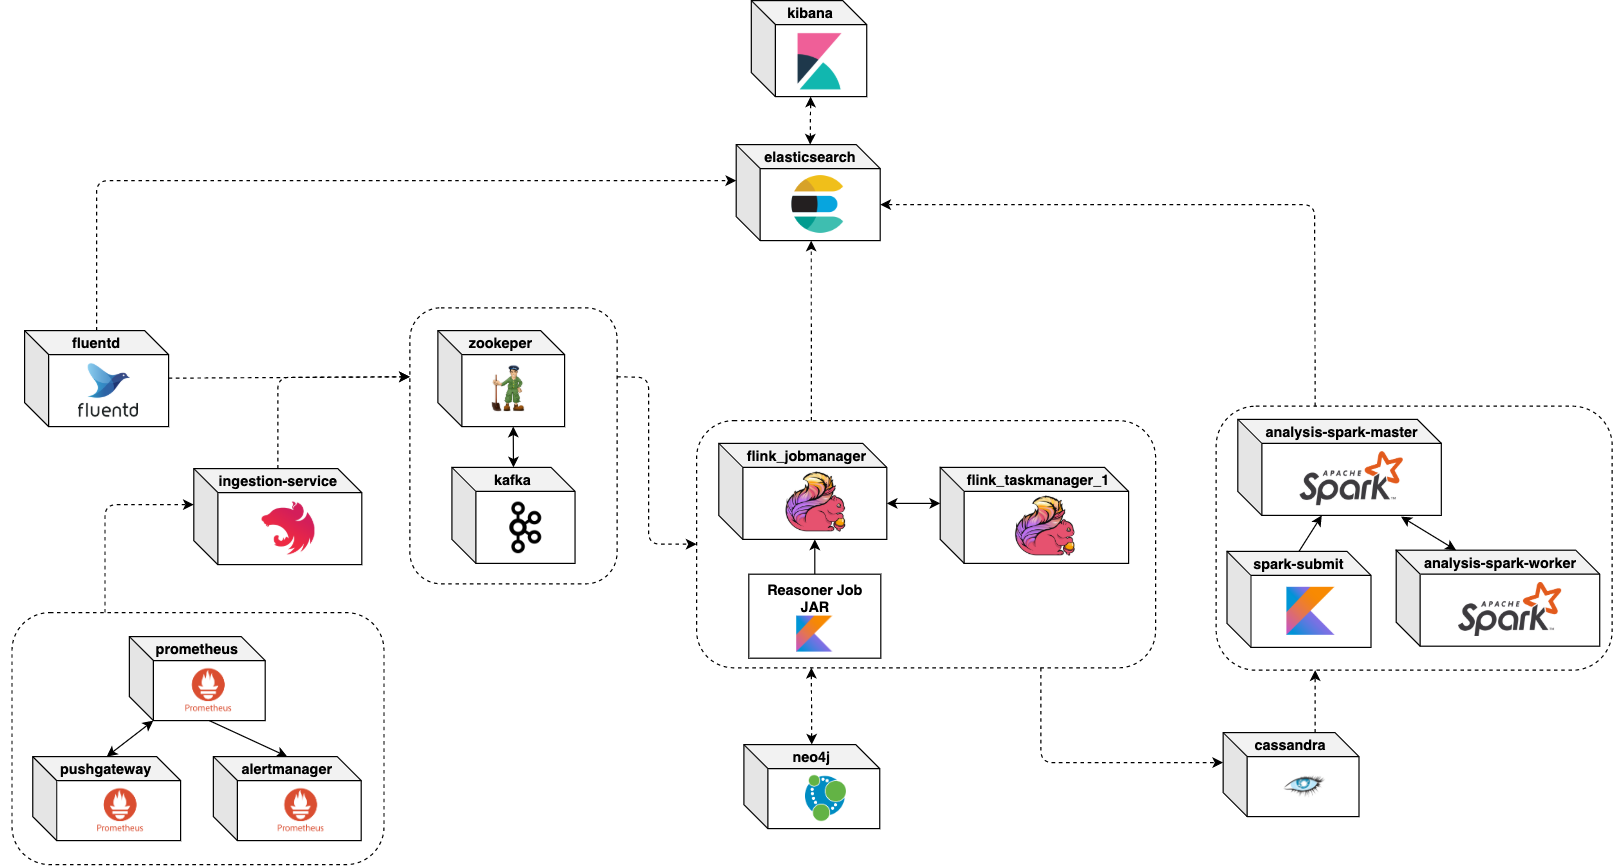 kibana
elasticsearch
fluentd
fluentd
zookeper
ingestion-service
kafka
flink_jobmanager
flink_taskmanager_1
Reasoner Job
JAR
analysis-spark-master
APACHE
Spark
spark-submit
analysis-spark-worker
APACHE
Spark
prometheus
Prometheus
pushgateway
Prometheus
alertmanager
Prometheus
neo4j
cassandra